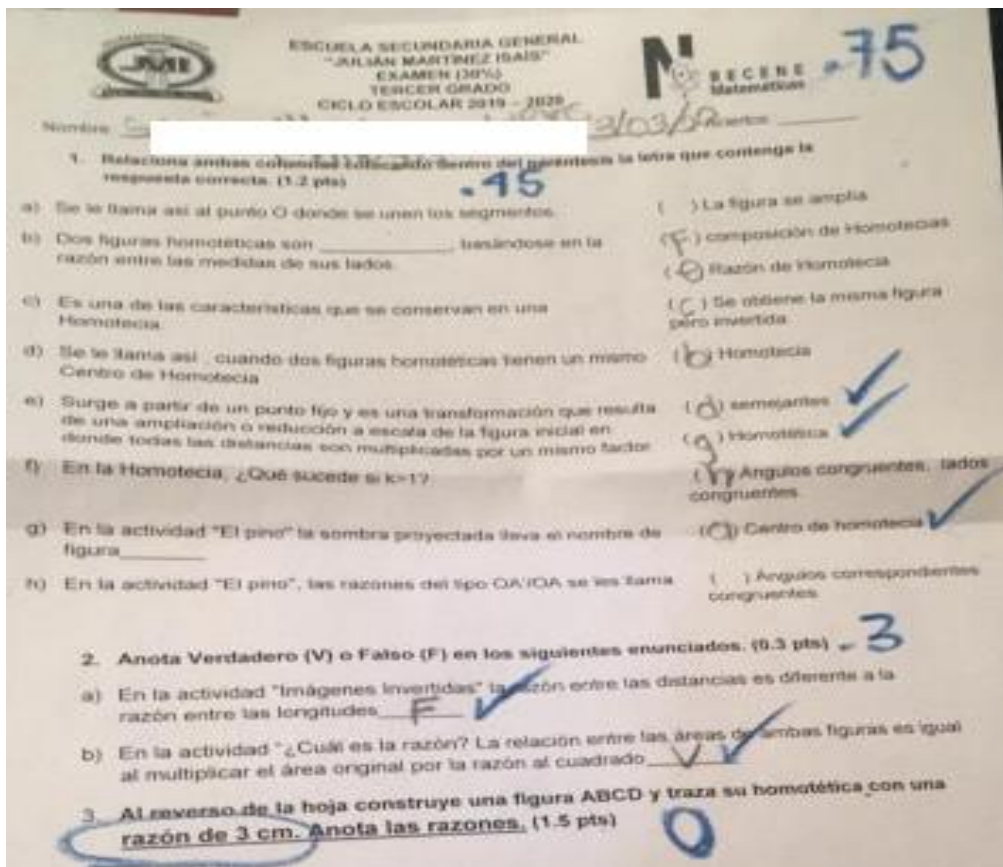 JMI
ESCUELA SECUNDARIA GENERAL
"JULIÁN MARTÍNEZ ISAIS"
EXAMEN (30%)
TERCER GRADO
CICLO ESCOLAR 2019 - 2020
N BECENE
Matemáticas
.75
Nombre 3/03/ Aciertos
1. Relaciona ambas columnas colocando dentro del paréntesis la letra que contenga la
respuesta correcta. (1.2 pts)
.45
a) Se le llama así al punto O donde se unen los segmentos.
b) Dos figuras homotéticas son ____________, basándose en la
razón entre las medidas de sus lados.
c) Es una de las características que se conservan en una
Homotecia.
d) Se le llama así, cuando dos figuras homotéticas tienen un mismo
Centro de Homotecia
e) Surge a partir de un punto fijo y es una transformación que resulta
de una ampliación o reducción a escala de la figura inicial en
donde todas las distancias son multiplicadas por un mismo factor
f) En la Homotecia, ¿Qué sucede si k>1?
g) En la actividad "El pino" la sombra proyectada lleva el nombre de
figura________
h) En la actividad "El pino", las razones del tipo OA'/OA se les llama
( ) La figura se amplía
(F) composición de Homotecias
(e) Razón de Homotecia
(C) Se obtiene la misma figura
pero invertida
(b) Homotecia
(d) semejantes
(g) Homotética
(h) Ángulos congruentes, lados
congruentes
(a) Centro de homotecia
( ) Ángulos correspondientes
congruentes
2. Anota Verdadero (V) o Falso (F) en los siguientes enunciados. (0.3 pts) .3
a) En la actividad "Imágenes Invertidas" la razón entre las distancias es diferente a la
razón entre las longitudes F
b) En la actividad "¿Cuál es la razón? La relación entre las áreas de ambas figuras es igual
al multiplicar el área original por la razón al cuadrado V
3. Al reverso de la hoja construye una figura ABCD y traza su homotética con una
razón de 3 cm. Anota las razones. (1.5 pts) 0